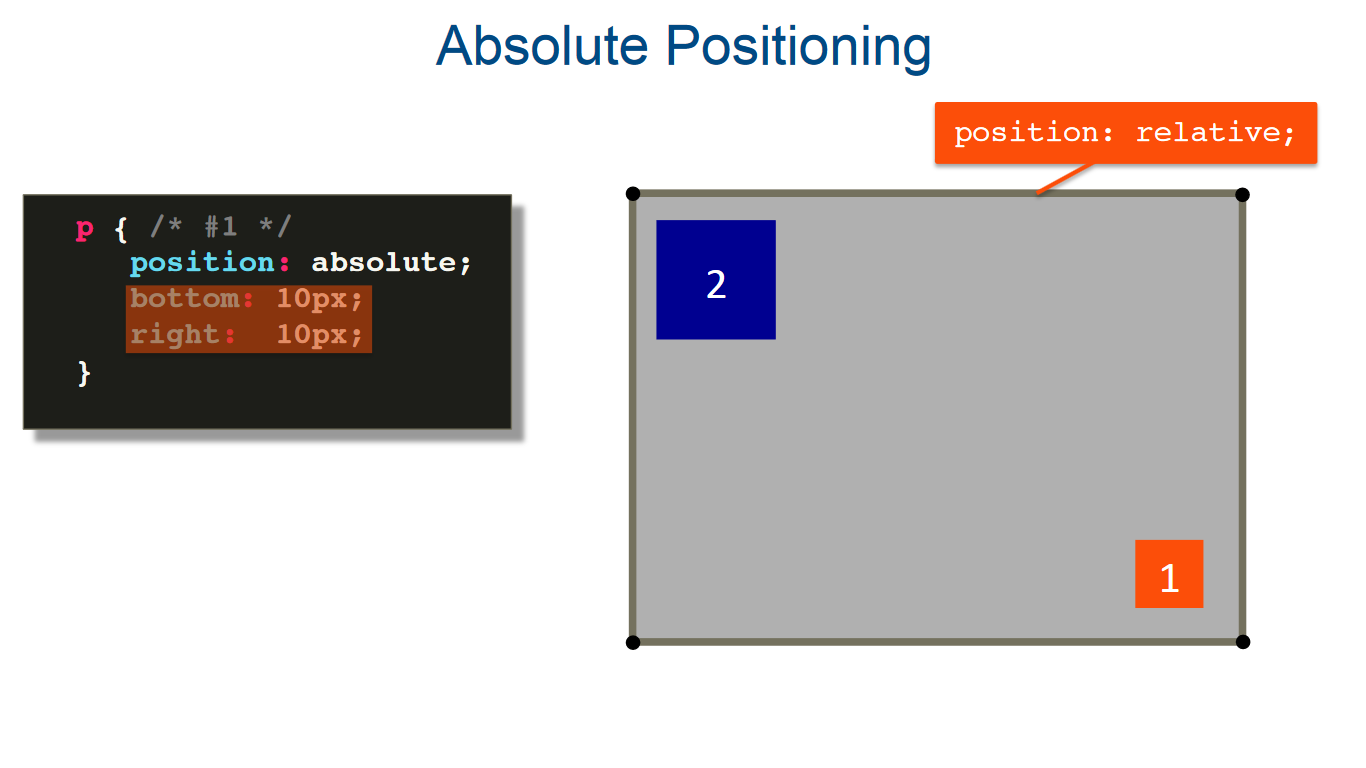 Absolute Positioning
position: relative;
p { /* #1 */
position: absolute;
bottom: 10px;
right: 10px;
}
2
1